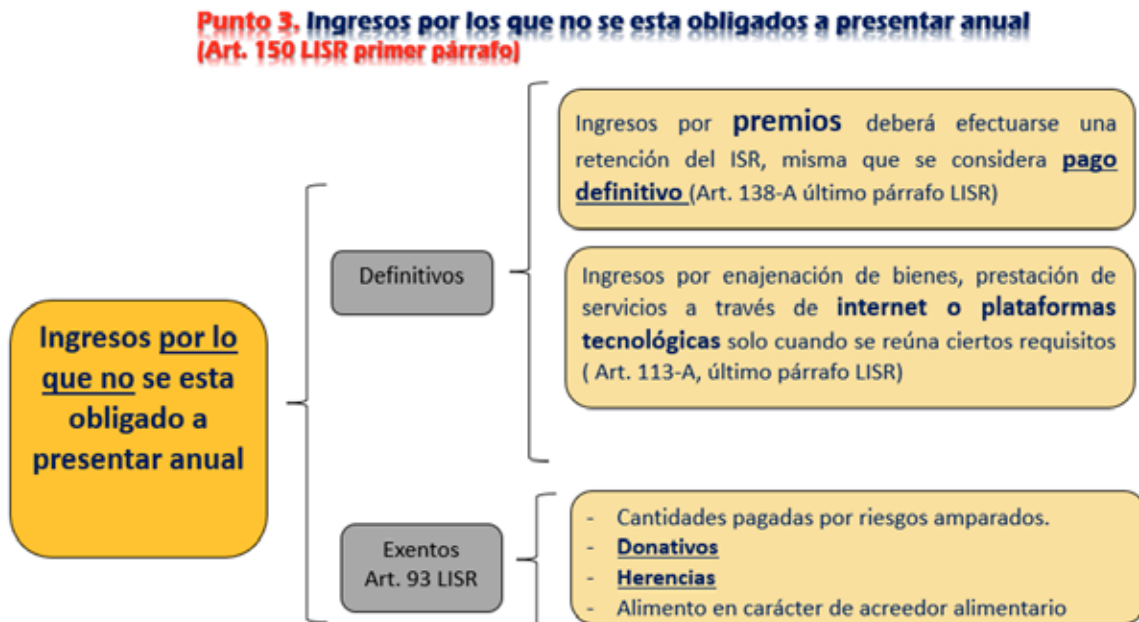 Punto 3. Ingresos por los que no se esta obligados a presentar anual
(Art. 150 LISR primer párrafo)
Ingresos por lo
que no se esta
obligado a
presentar anual
Definitivos
Ingresos por premios deberá efectuarse una
retención del ISR, misma que se considera pago
definitivo (Art. 138-A último párrafo LISR)
Ingresos por enajenación de bienes, prestación de
servicios a través de internet o plataformas
tecnológicas solo cuando se reúna ciertos requisitos
( Art. 113-A, último párrafo LISR)
Exentos
Art. 93 LISR
- Cantidades pagadas por riesgos amparados.
- Donativos
- Herencias
- Alimento en carácter de acreedor alimentario